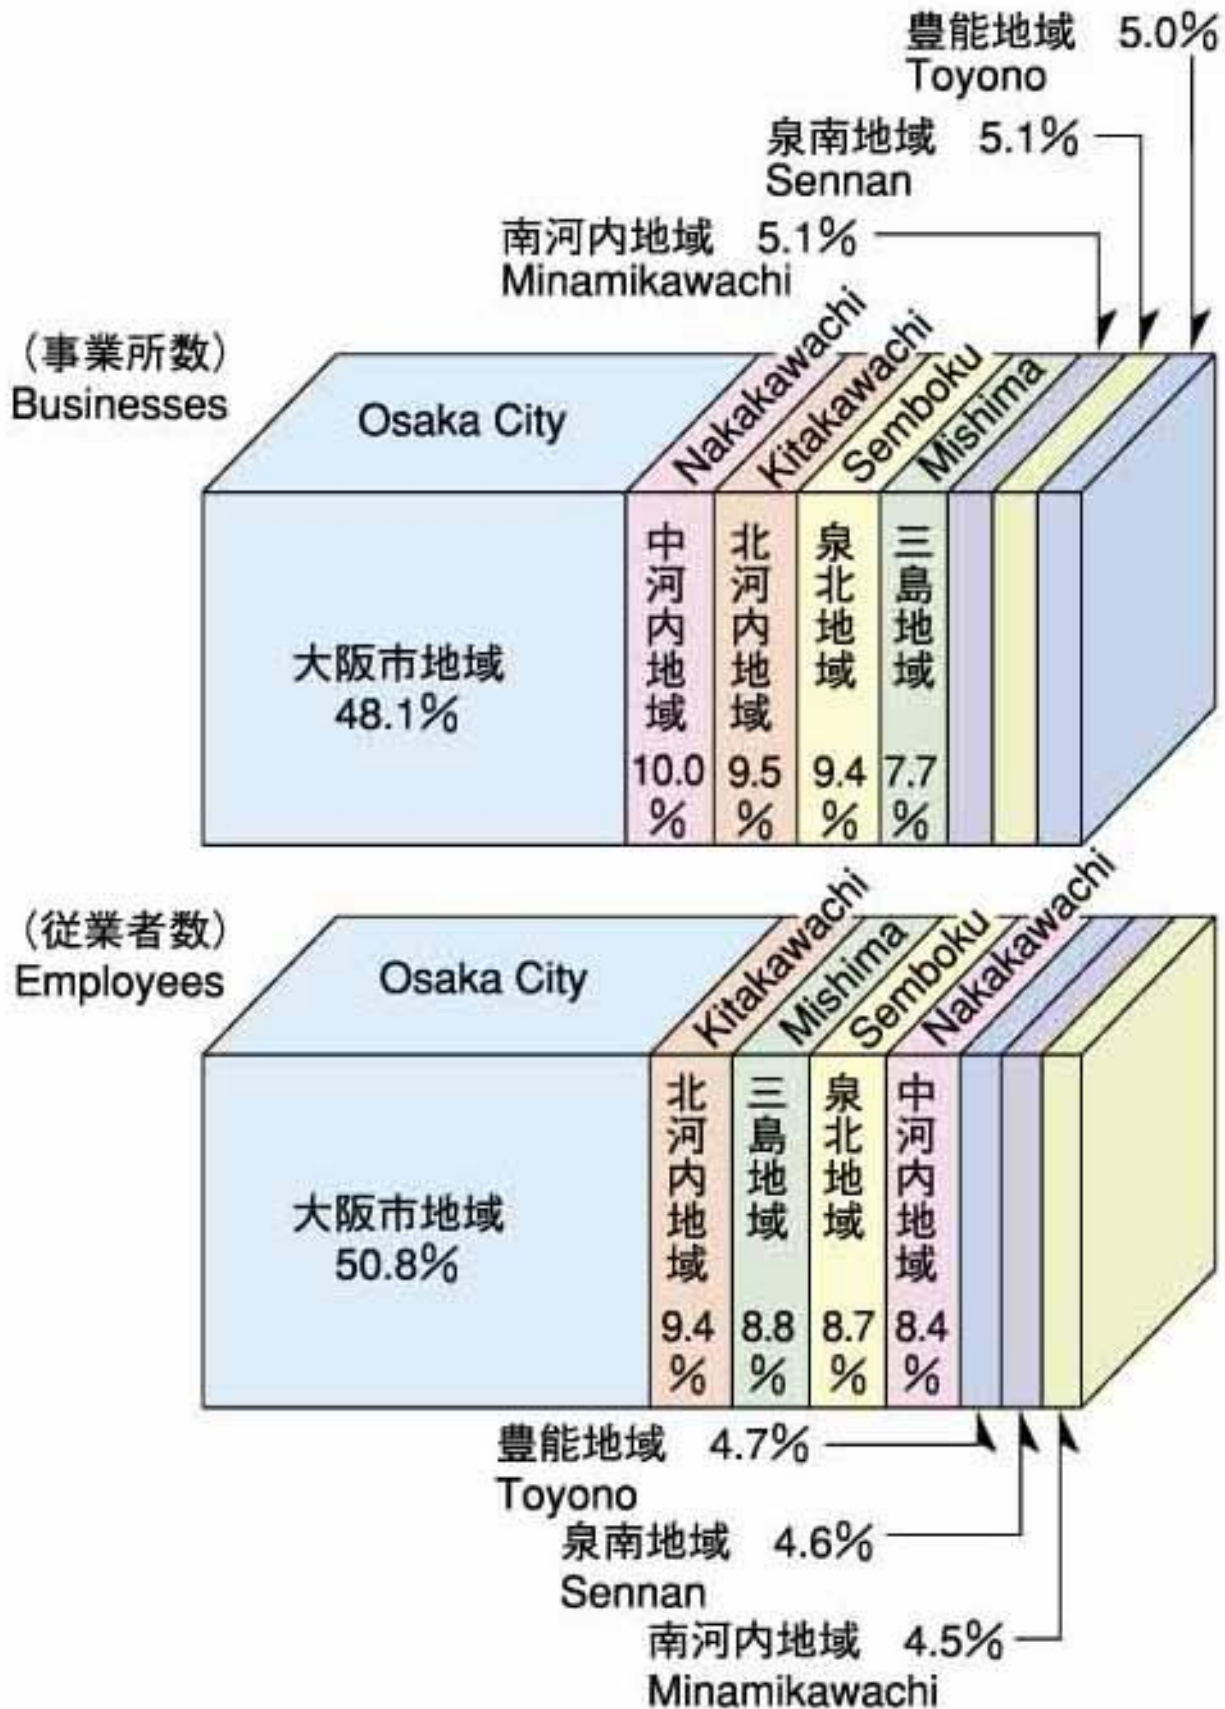 豊能地域 5.0%
Toyono
泉南地域 5.1%
Sennan
南河内地域 5.1%
Minamikawachi
（事業所数）
Businesses
Osaka City
Nakakawachi
Kitakawachi
Semboku
Mishima
大阪市地域
48.1%
中河内地域
10.0
%
北河内地域
9.5
%
泉北地域
9.4
%
三島地域
7.7
%
（従業者数）
Employees
Osaka City
Kitakawachi
Mishima
Semboku
Nakakawachi
大阪市地域
50.8%
北河内地域
9.4
%
三島地域
8.8
%
泉北地域
8.7
%
中河内地域
8.4
%
豊能地域 4.7%
Toyono
泉南地域 4.6%
Sennan
南河内地域 4.5%
Minamikawachi